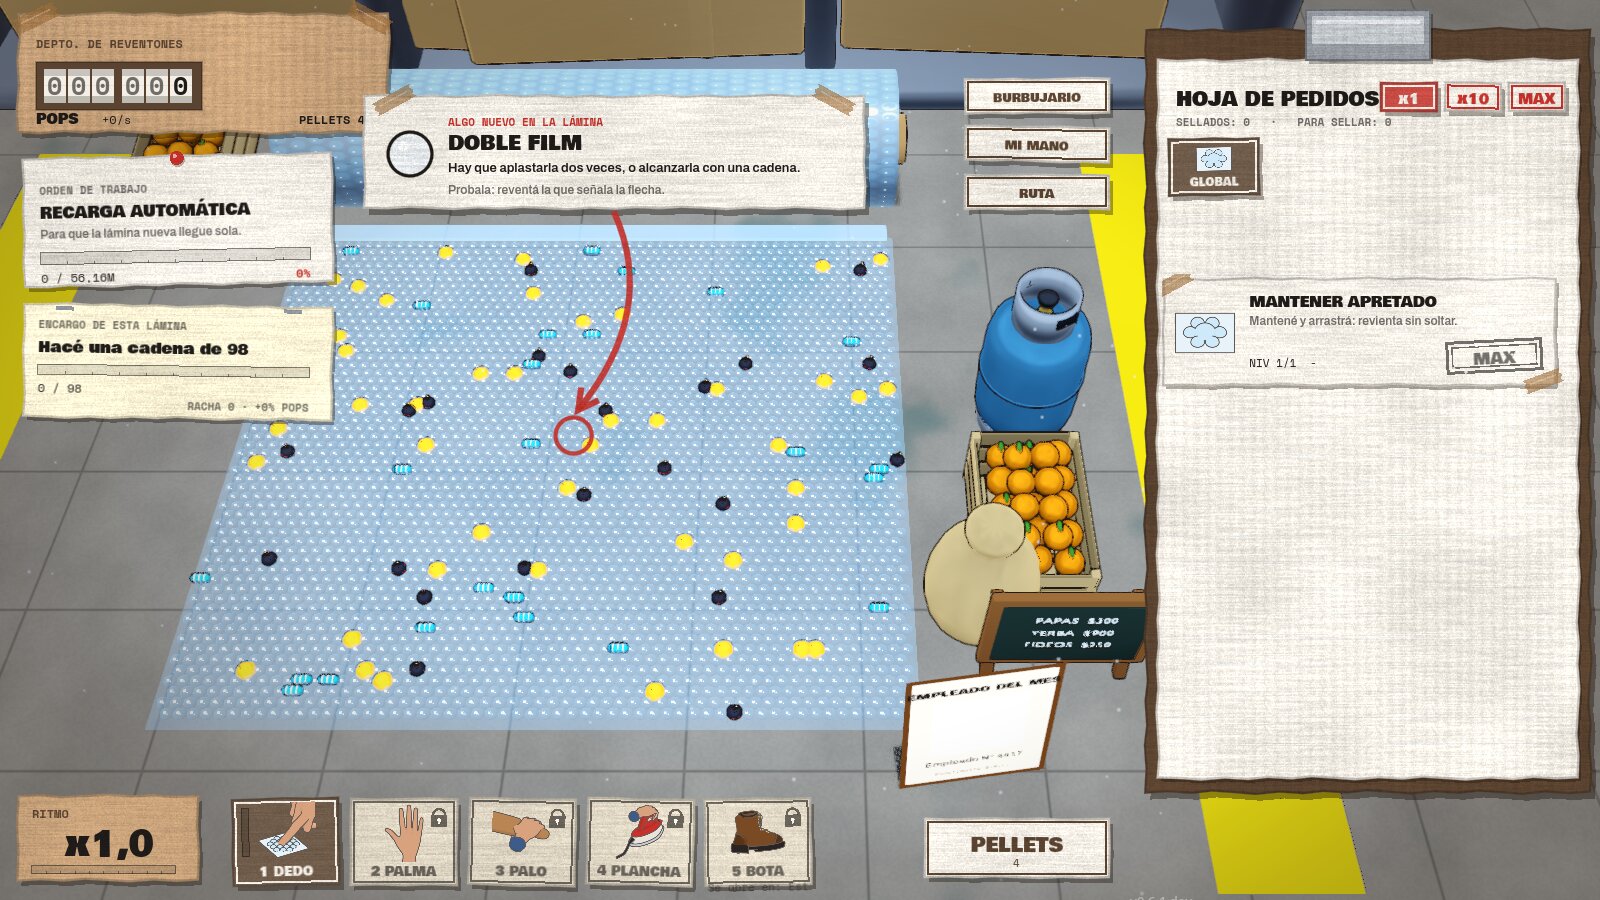 DEPTO. DE REVENTONES
000 000
POPS +0/s PELLETS 4
ORDEN DE TRABAJO
RECARGA AUTOMÁTICA
Para que la lámina nueva llegue sola.
0 / 56.16M 0%
ENCARGO DE ESTA LÁMINA
Hacé una cadena de 98
0 / 98
RACHA 0 · +0% POPS
ALGO NUEVO EN LA LÁMINA
DOBLE FILM
Hay que aplastarla dos veces, o alcanzarla con una cadena.
Probala: reventá la que señala la flecha.
BURBUJARIO
MI MANO
RUTA
HOJA DE PEDIDOS x1 x10 MAX
SELLADOS: 0 · PARA SELLAR: 0
GLOBAL
MANTENER APRETADO
Mantené y arrastrá: revienta sin soltar.
NIV 1/1 - MAX
PAPAS $300
YERBA $900
FIDEOS $250
EMPLEADO DEL MES
RITMO
x1,0
1 DEDO
2 PALMA
3 PALO
4 PLANCHA
5 BOTA
PELLETS
4